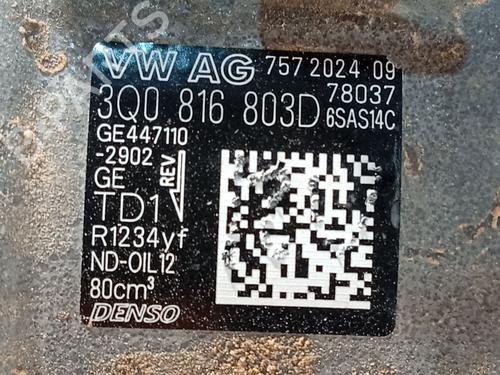 VW AG 757 2024 09
3Q0 816 803D 78037
6SAS14C
GE447110
-2902
GE
REV
TD1
R1234yf
ND-OIL12
80cm³
DENSO